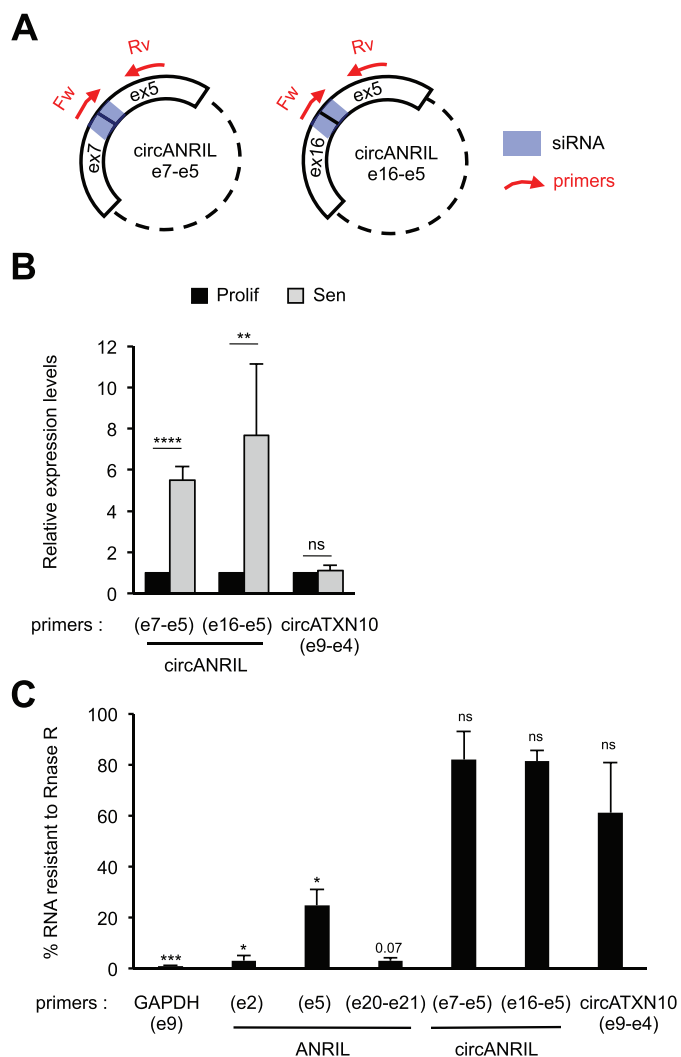 A
Fw
Rv
ex5
ex7
circANRIL
e7-e5
Fw
Rv
ex5
ex16
circANRIL
e16-e5
siRNA
primers
B
Prolif
Sen
Relative expression levels
12
10
8
6
4
2
0
****
**
ns
primers :
(e7-e5)
(e16-e5)
circATXN10
(e9-e4)
circANRIL
C
% RNA resistant to Rnase R
100
80
60
40
20
0
***
*
*
0.07
ns
ns
ns
primers :
GAPDH
(e9)
(e2)
(e5)
(e20-e21)
(e7-e5)
(e16-e5)
circATXN10
(e9-e4)
ANRIL
circANRIL